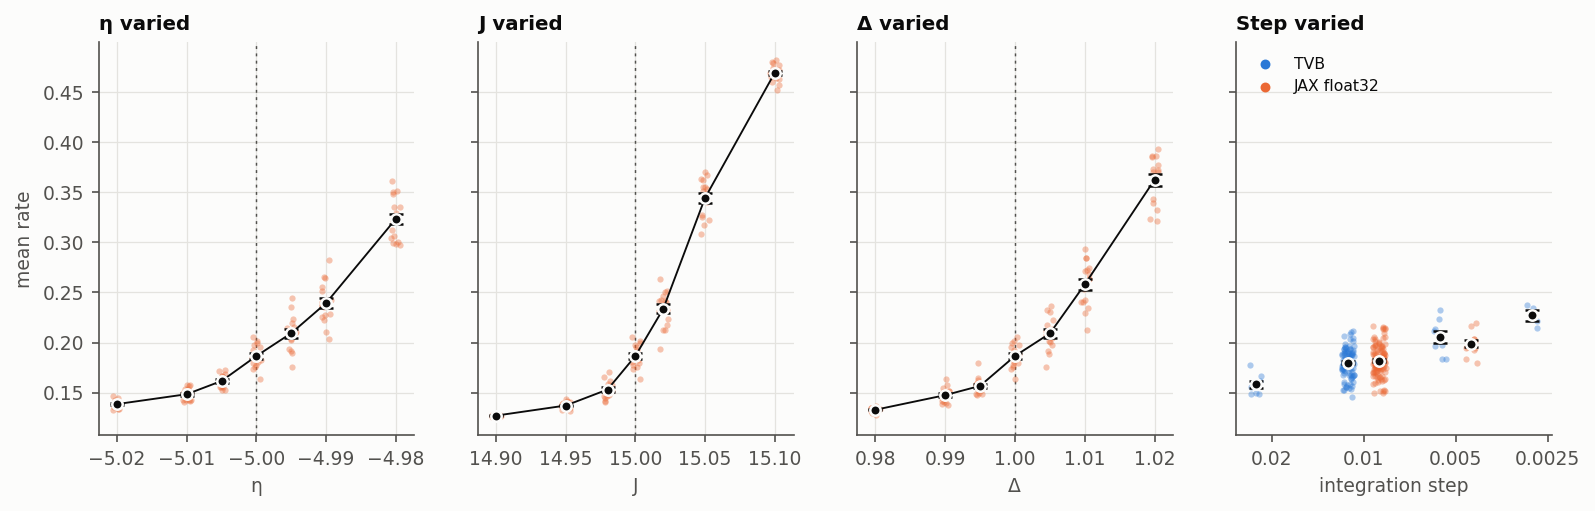 η varied
J varied
Δ varied
Step varied
TVB
JAX float32
mean rate
0.45
0.40
0.35
0.30
0.25
0.20
0.15
−5.02 −5.01 −5.00 −4.99 −4.98
14.90 14.95 15.00 15.05 15.10
0.98 0.99 1.00 1.01 1.02
0.02 0.01 0.005 0.0025
η
J
Δ
integration step